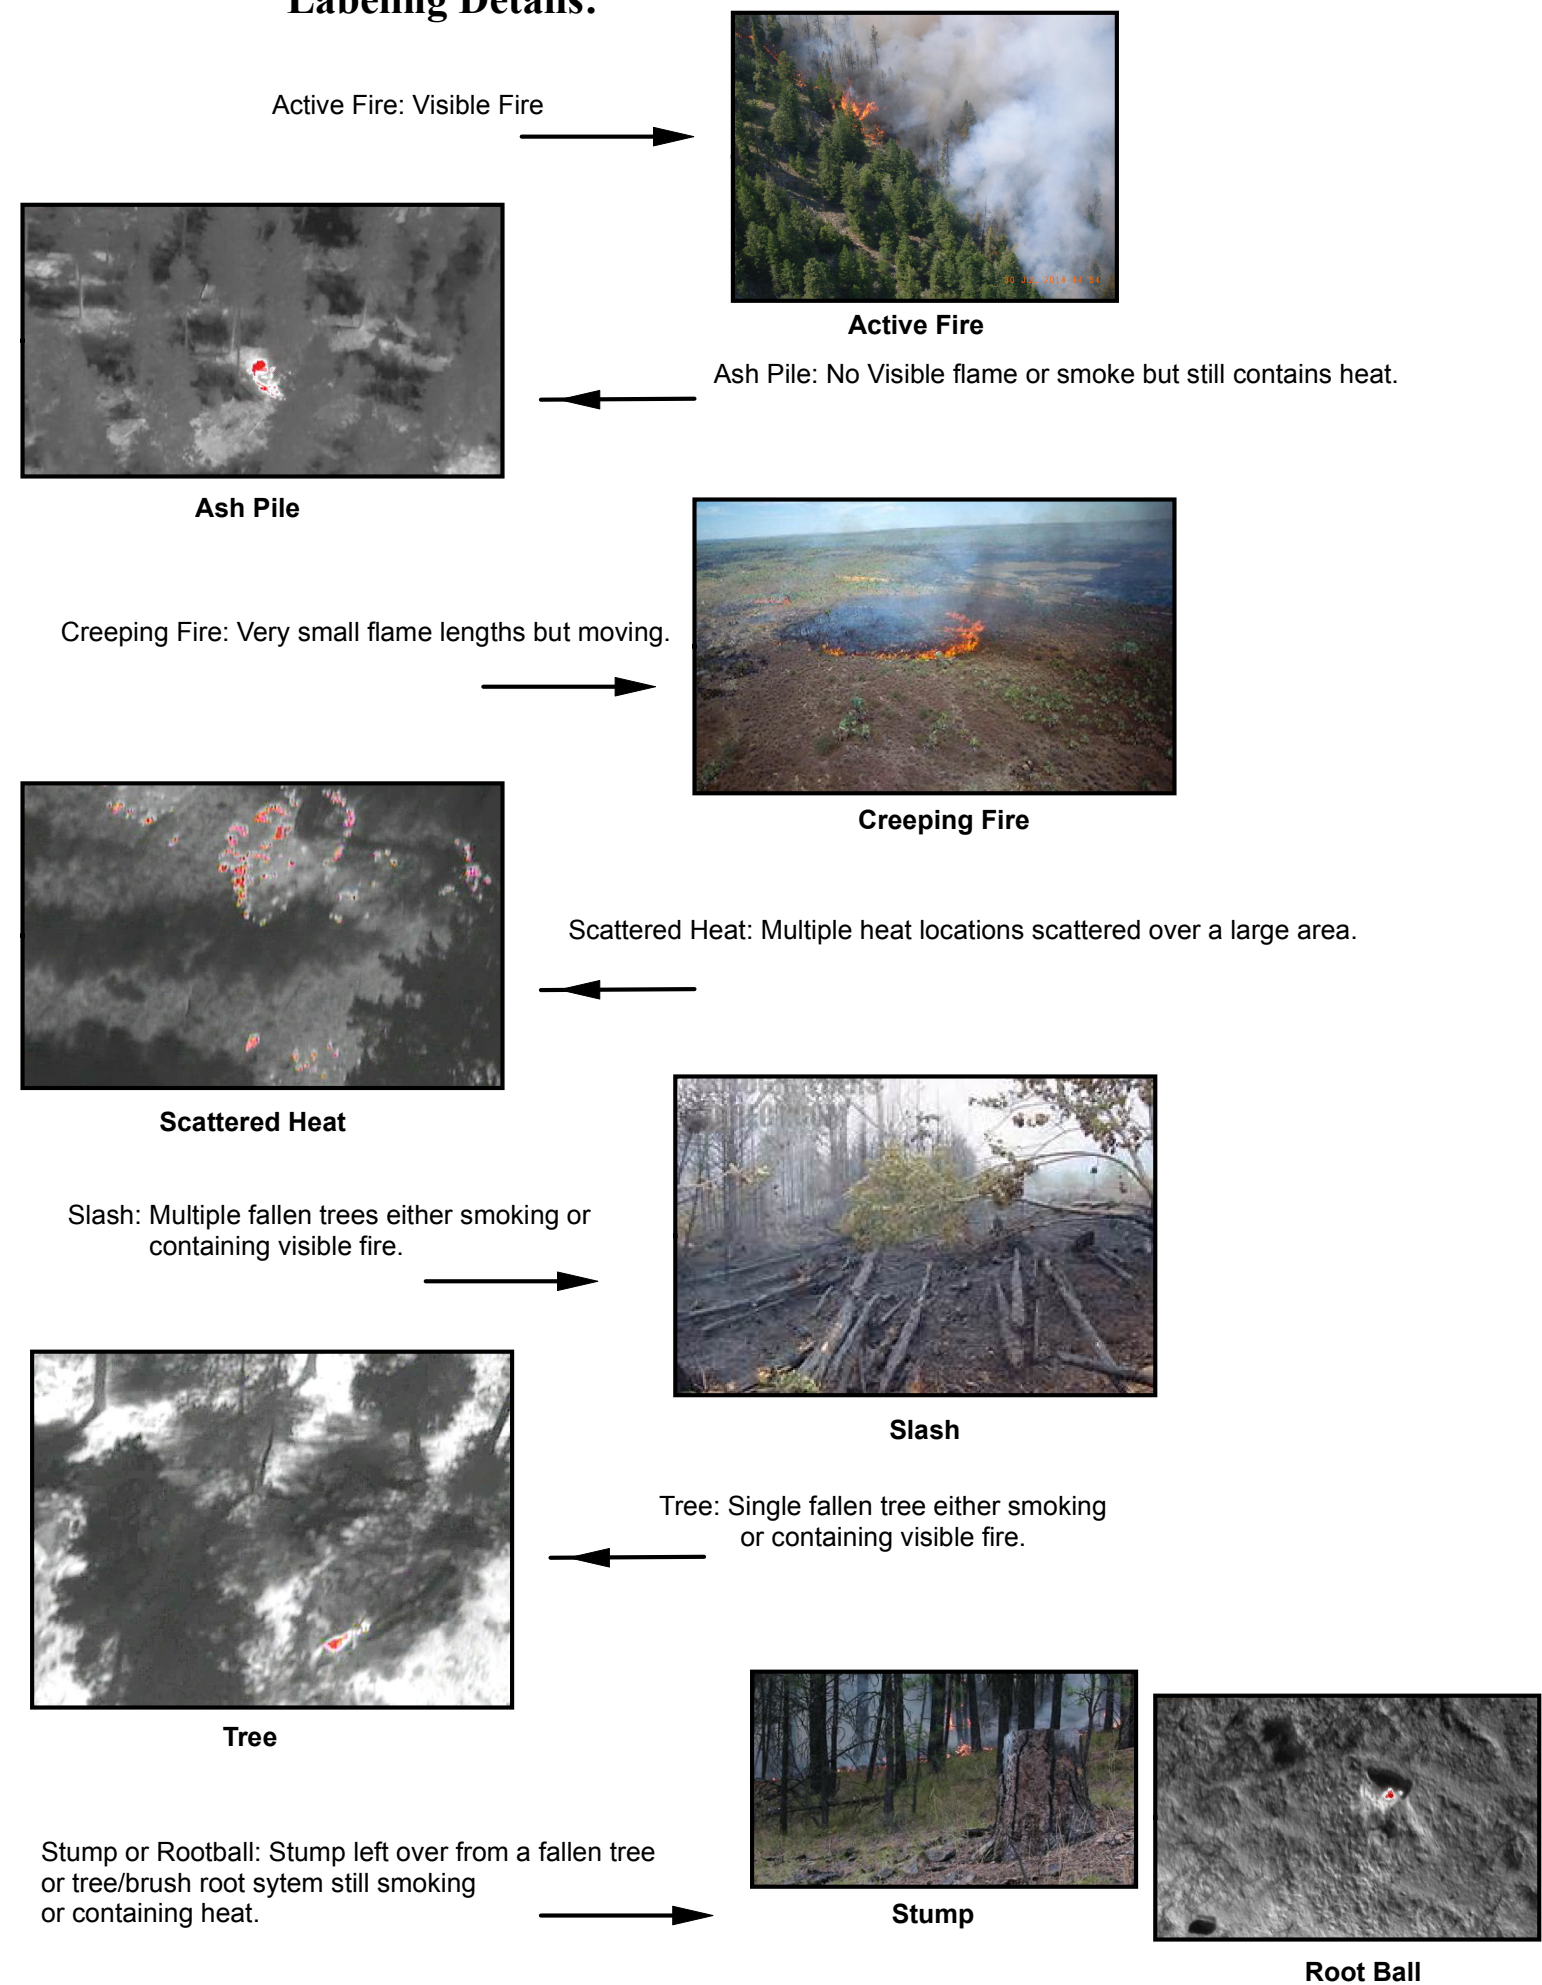 Labeling Details:
Active Fire: Visible Fire
Active Fire
Ash Pile: No Visible flame or smoke but still contains heat.
Ash Pile
Creeping Fire: Very small flame lengths but moving.
Creeping Fire
Scattered Heat: Multiple heat locations scattered over a large area.
Scattered Heat
Slash: Multiple fallen trees either smoking or
containing visible fire.
Slash
Tree: Single fallen tree either smoking
or containing visible fire.
Tree
Stump or Rootball: Stump left over from a fallen tree
or tree/brush root sytem still smoking
or containing heat.
Stump
Root Ball